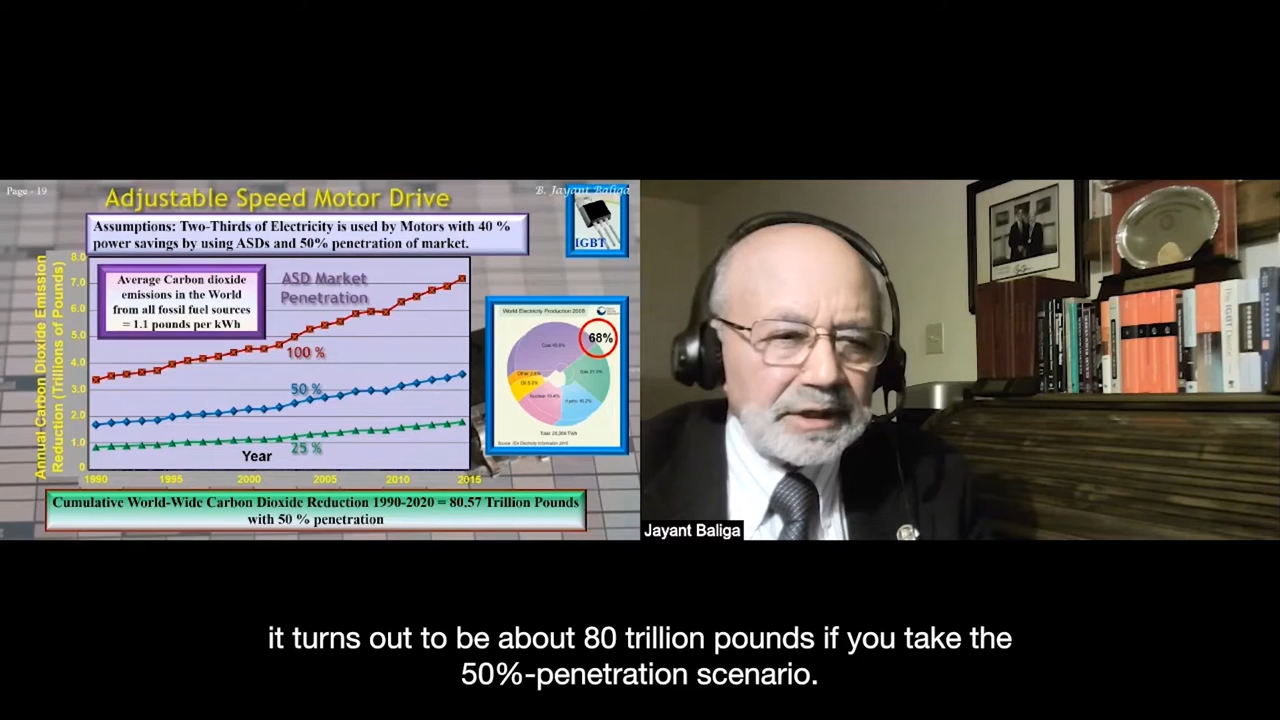 Page - 19
Adjustable Speed Motor Drive
B. Jayant Baliga
Assumptions: Two-Thirds of Electricity is used by Motors with 40 %
power savings by using ASDs and 50% penetration of market.
IGBT
Annual Carbon Dioxide Emission
Reduction (Trillions of Pounds)
8.0
7.0
6.0
5.0
4.0
3.0
2.0
1.0
0
Average Carbon dioxide
emissions in the World
from all fossil fuel sources
= 1.1 pounds per kWh
ASD Market
Penetration
100 %
50 %
25 %
Year
1990
1995
2000
2005
2010
2015
World Electricity Production 2008
68%
Cumulative World-Wide Carbon Dioxide Reduction 1990-2020 = 80.57 Trillion Pounds
with 50 % penetration
Jayant Baliga
it turns out to be about 80 trillion pounds if you take the
50%-penetration scenario.